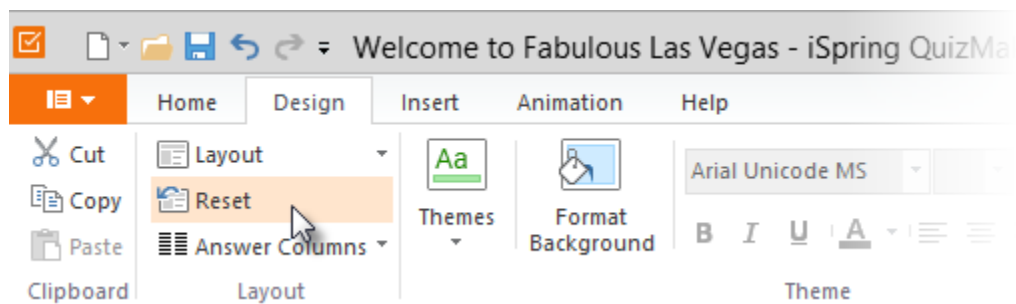 Welcome to Fabulous Las Vegas - iSpring QuizMa
Home Design Insert Animation Help
Cut
Copy
Paste
Clipboard
Layout
Reset
Answer Columns
Layout
Aa
Themes
Format
Background
Arial Unicode MS
B I U A
Theme